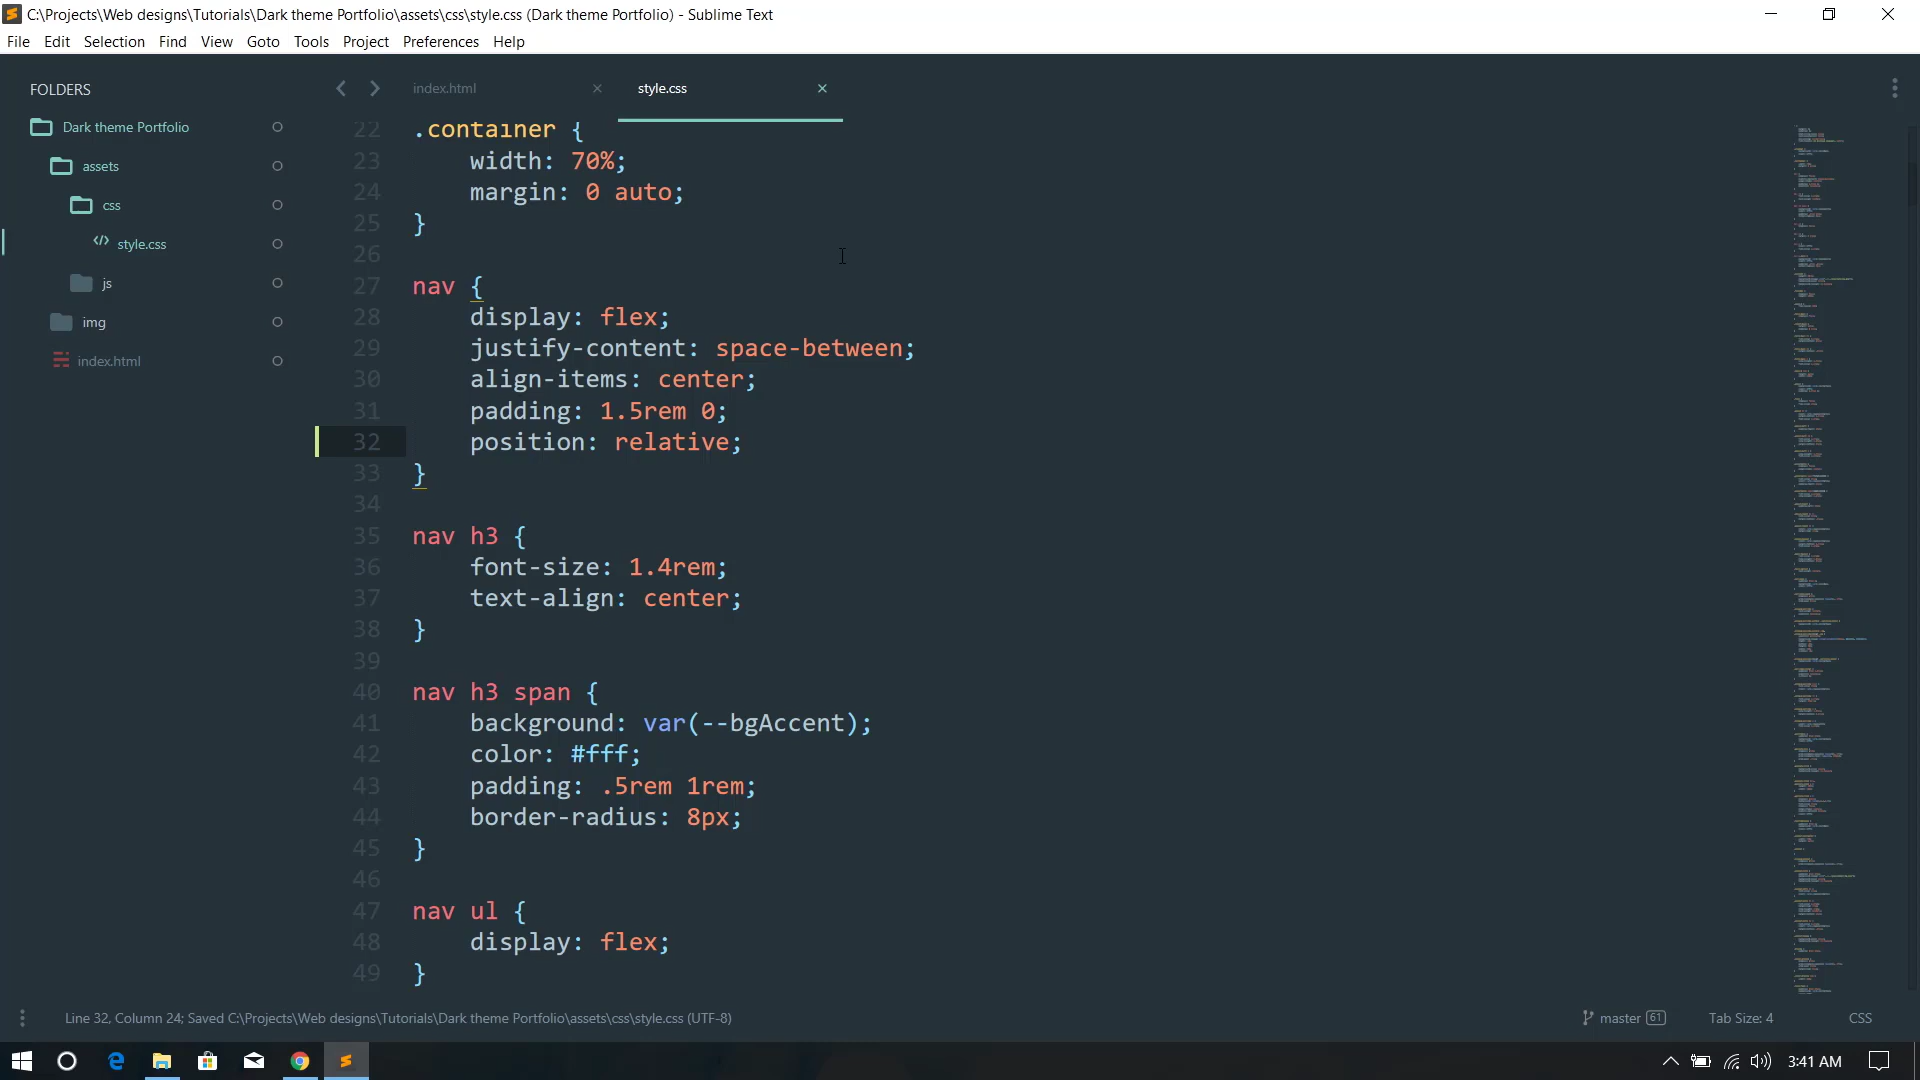 C:\Projects\Web designs\Tutorials\Dark theme Portfolio\assets\css\style.css (Dark theme Portfolio) - Sublime Text
File Edit Selection Find View Goto Tools Project Preferences Help
FOLDERS
Dark theme Portfolio
assets
css
style.css
js
img
index.html
index.html
style.css
22 .container {
23 width: 70%;
24 margin: 0 auto;
25 }
26
27 nav {
28 display: flex;
29 justify-content: space-between;
30 align-items: center;
31 padding: 1.5rem 0;
32 position: relative;
33 }
34
35 nav h3 {
36 font-size: 1.4rem;
37 text-align: center;
38 }
39
40 nav h3 span {
41 background: var(--bgAccent);
42 color: #fff;
43 padding: .5rem 1rem;
44 border-radius: 8px;
45 }
46
47 nav ul {
48 display: flex;
49 }
Line 32, Column 24; Saved C:\Projects\Web designs\Tutorials\Dark theme Portfolio\assets\css\style.css (UTF-8)
master 61
Tab Size: 4
CSS
3:41 AM